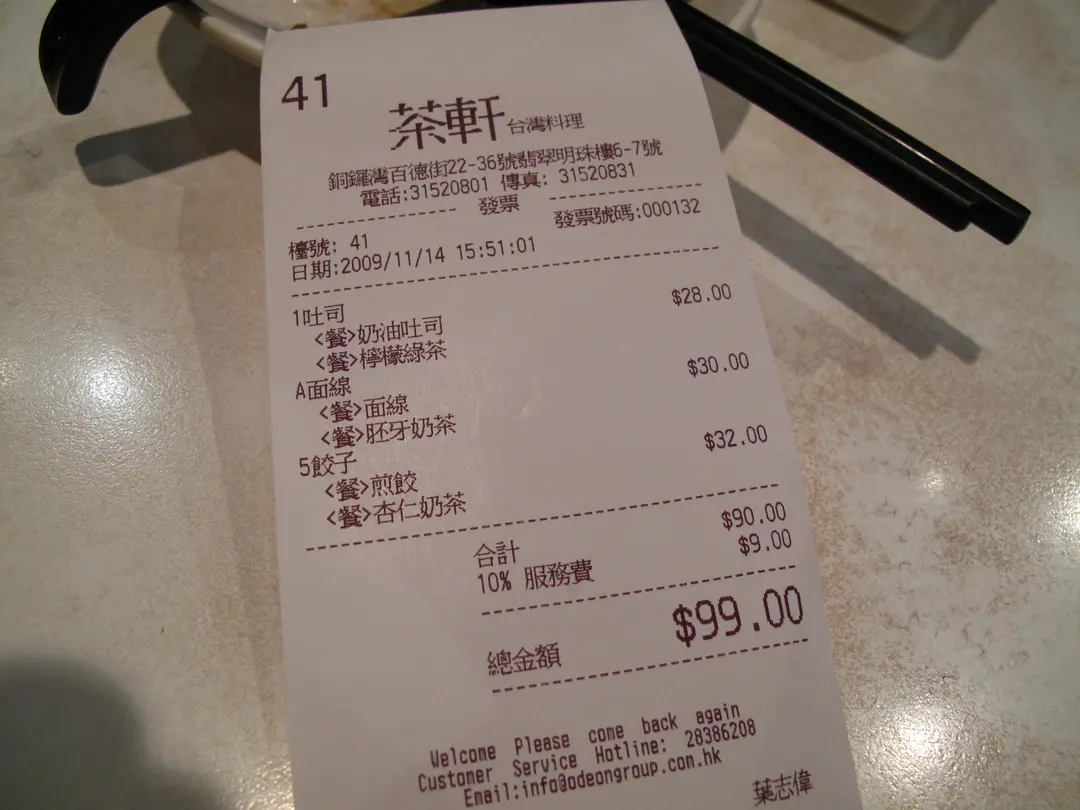 41
茶軒 台灣料理
銅鑼灣百德街22-36號翡翠明珠樓6-7號
電話:31520801 傳真: 31520831
發票
發票號碼:000132
檯號: 41
日期:2009/11/14 15:51:01
1吐司 $28.00
<餐>奶油吐司
<餐>檸檬綠茶
A面線 $30.00
<餐>面線
<餐>胚牙奶茶
5餃子 $32.00
<餐>煎餃
<餐>杏仁奶茶
合計 $90.00
10% 服務費 $9.00
總金額 $99.00
Welcome Please come back again
Customer Service Hotline: 28386208
Email:info@odeongroup.com.hk
葉志偉